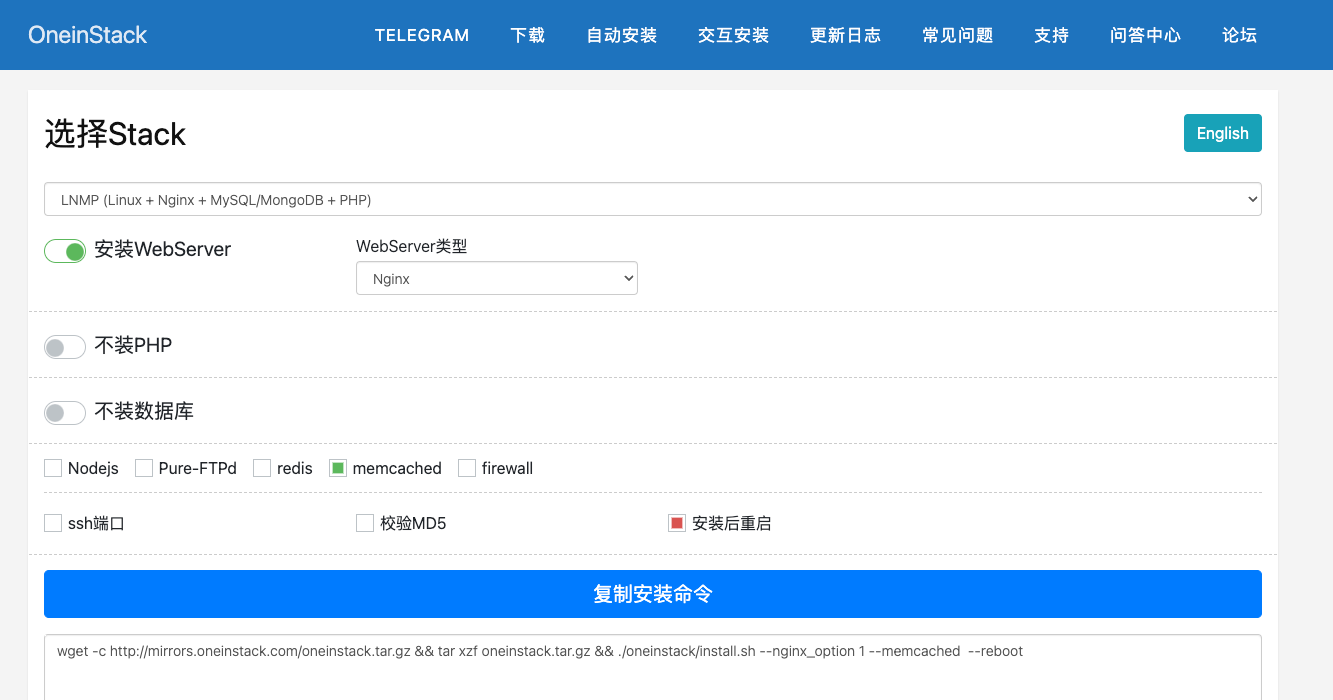 OneinStack TELEGRAM 下载 自动安装 交互安装 更新日志 常见问题 支持 问答中心 论坛
选择Stack English
LNMP (Linux + Nginx + MySQL/MongoDB + PHP)
安装WebServer WebServer类型
Nginx
不装PHP
不装数据库
Nodejs Pure-FTPd redis memcached firewall
ssh端口 校验MD5 安装后重启
复制安装命令
wget -c http://mirrors.oneinstack.com/oneinstack.tar.gz && tar xzf oneinstack.tar.gz && ./oneinstack/install.sh --nginx_option 1 --memcached  --reboot